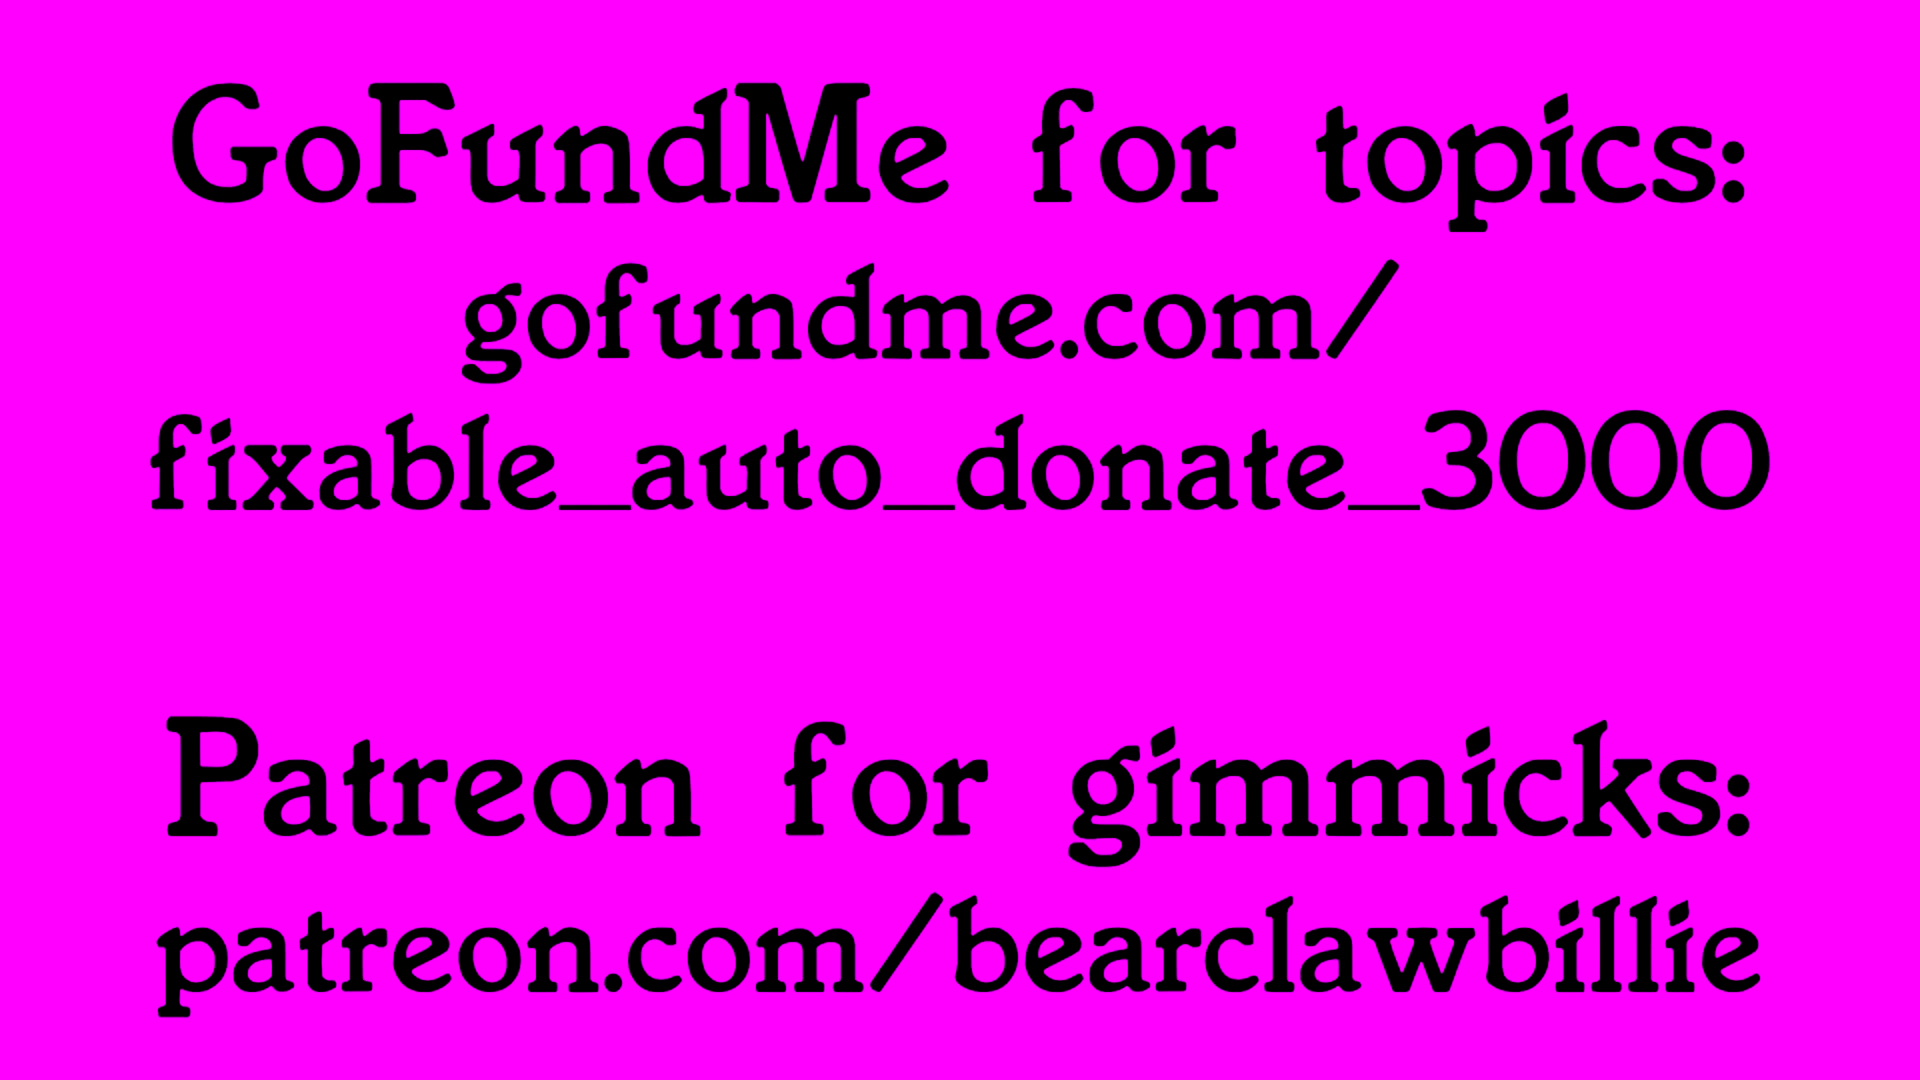 GoFundMe for topics:
gofundme.com/
fixable_auto_donate_3000
Patreon for gimmicks:
patreon.com/bearclawbillie